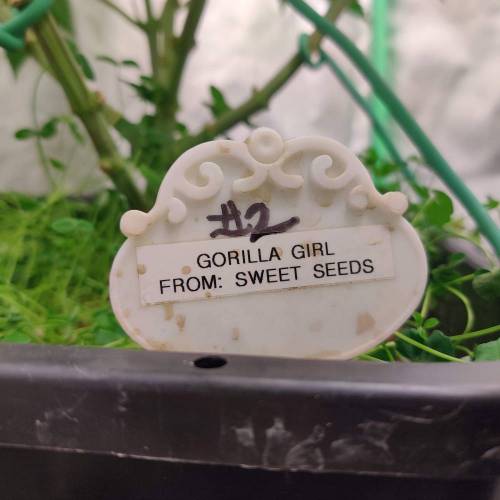 #2
GORILLA GIRL
FROM: SWEET SEEDS